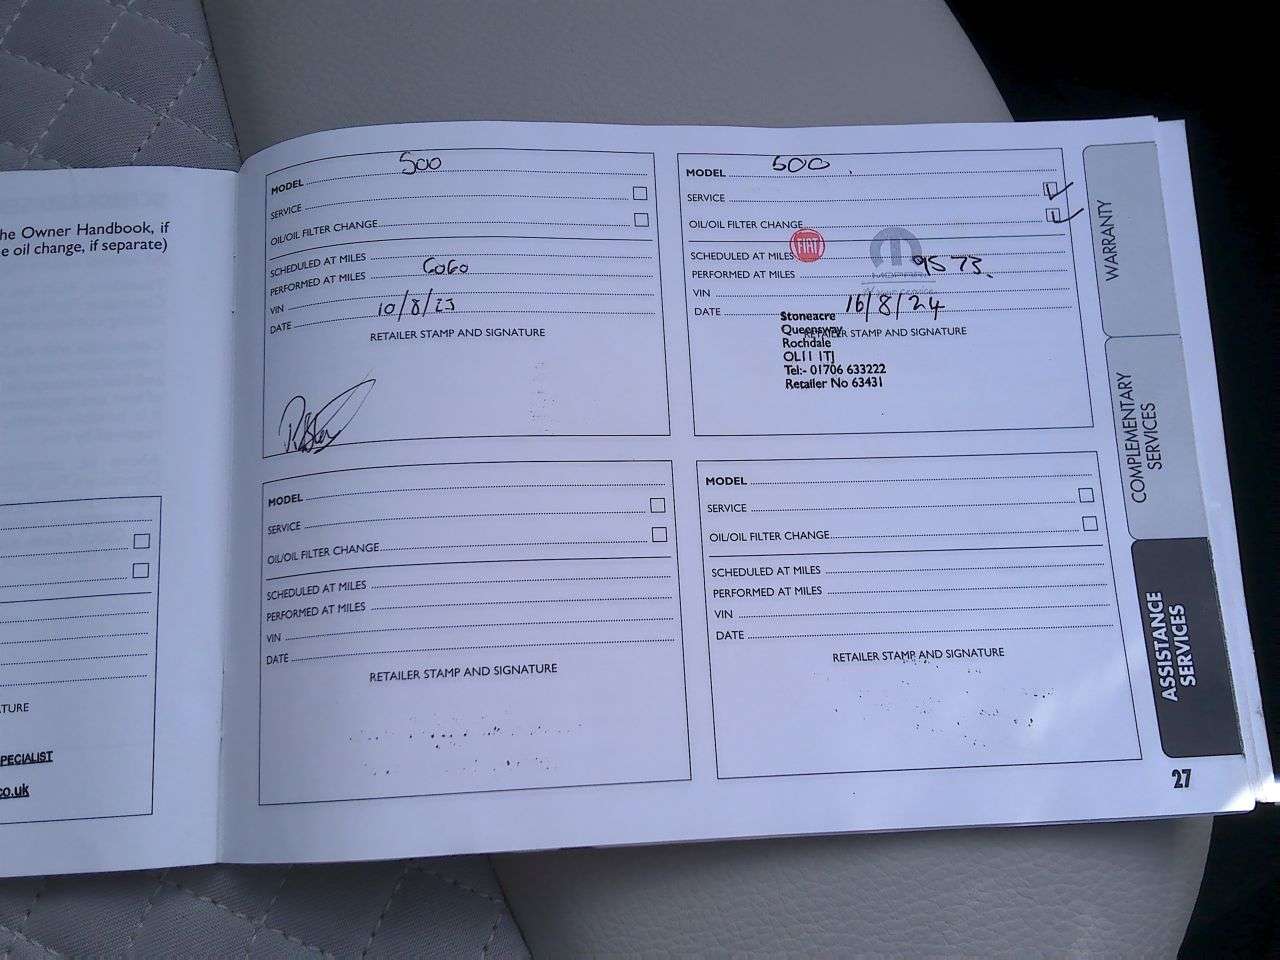 he Owner Handbook, if
e oil change, if separate)
TURE
PECIALIST
co.uk
MODEL 500
SERVICE
OIL/OIL FILTER CHANGE
SCHEDULED AT MILES
PERFORMED AT MILES 6060
VIN
DATE 10/8/23
RETAILER STAMP AND SIGNATURE
MODEL 500
SERVICE
OIL/OIL FILTER CHANGE
FIAT
MOPAR
SCHEDULED AT MILES
PERFORMED AT MILES 9573
VIN
DATE 16/8/24
RETAILER STAMP AND SIGNATURE
Stoneacre
Queensway
Rochdale
OL11 1TJ
Tel:- 01706 633222
Retailer No 63431
MODEL
SERVICE
OIL/OIL FILTER CHANGE
SCHEDULED AT MILES
PERFORMED AT MILES
VIN
DATE
RETAILER STAMP AND SIGNATURE
MODEL
SERVICE
OIL/OIL FILTER CHANGE
SCHEDULED AT MILES
PERFORMED AT MILES
VIN
DATE
RETAILER STAMP AND SIGNATURE
WARRANTY
COMPLEMENTARY
SERVICES
ASSISTANCE
SERVICES
27